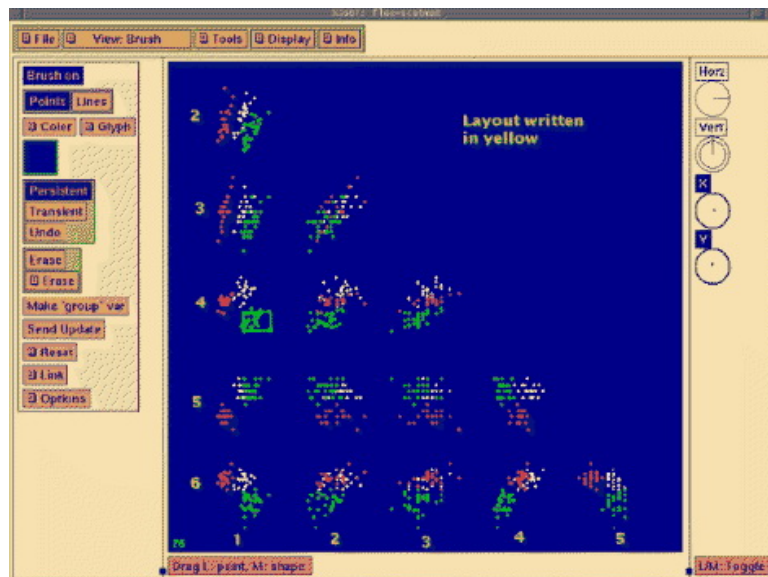 File View: Brush Tools Display Info
Brush on
Points Lines
Color Glyph
Persistent
Transient
Undo
Erase
Erase
Make "group" var
Send Update
Reset
Link
Options
2
Layout written
in yellow
3
4
5
6
1 2 3 4 5
Drag L: point, M: shape
Horz
Vert
X
Y
L/M: Toggle